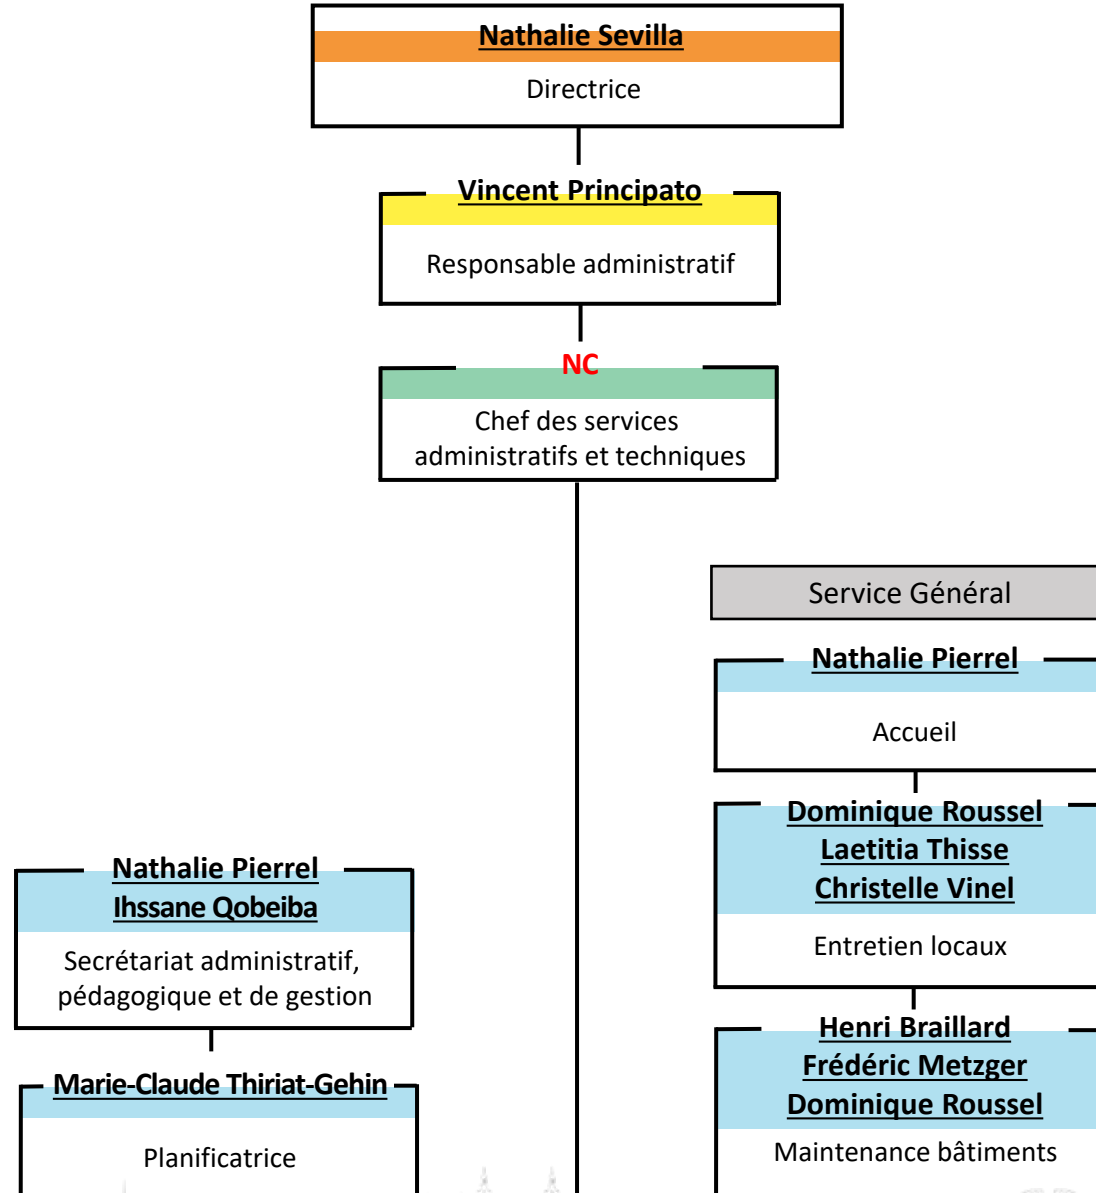 Nathalie Sevilla
Directrice
Vincent Principato
Responsable administratif
NC
Chef des services
administratifs et techniques
Service Général
Nathalie Pierrel
Accueil
Dominique Roussel
Laetitia Thisse
Christelle Vinel
Entretien locaux
Henri Braillard
Frédéric Metzger
Dominique Roussel
Maintenance bâtiments
Nathalie Pierrel
Ihssane Qobeiba
Secrétariat administratif,
pédagogique et de gestion
Marie-Claude Thiriat-Gehin
Planificatrice